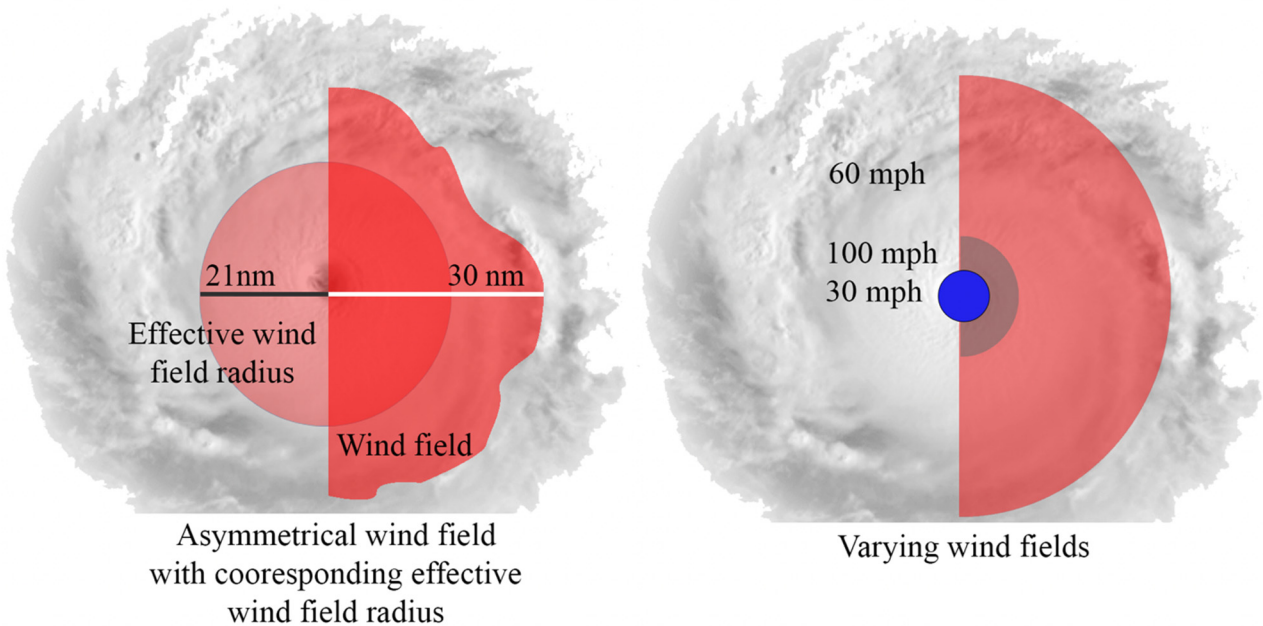 21nm
30 nm
Effective wind
field radius
Wind field
Asymmetrical wind field
with cooresponding effective
wind field radius
60 mph
100 mph
30 mph
Varying wind fields